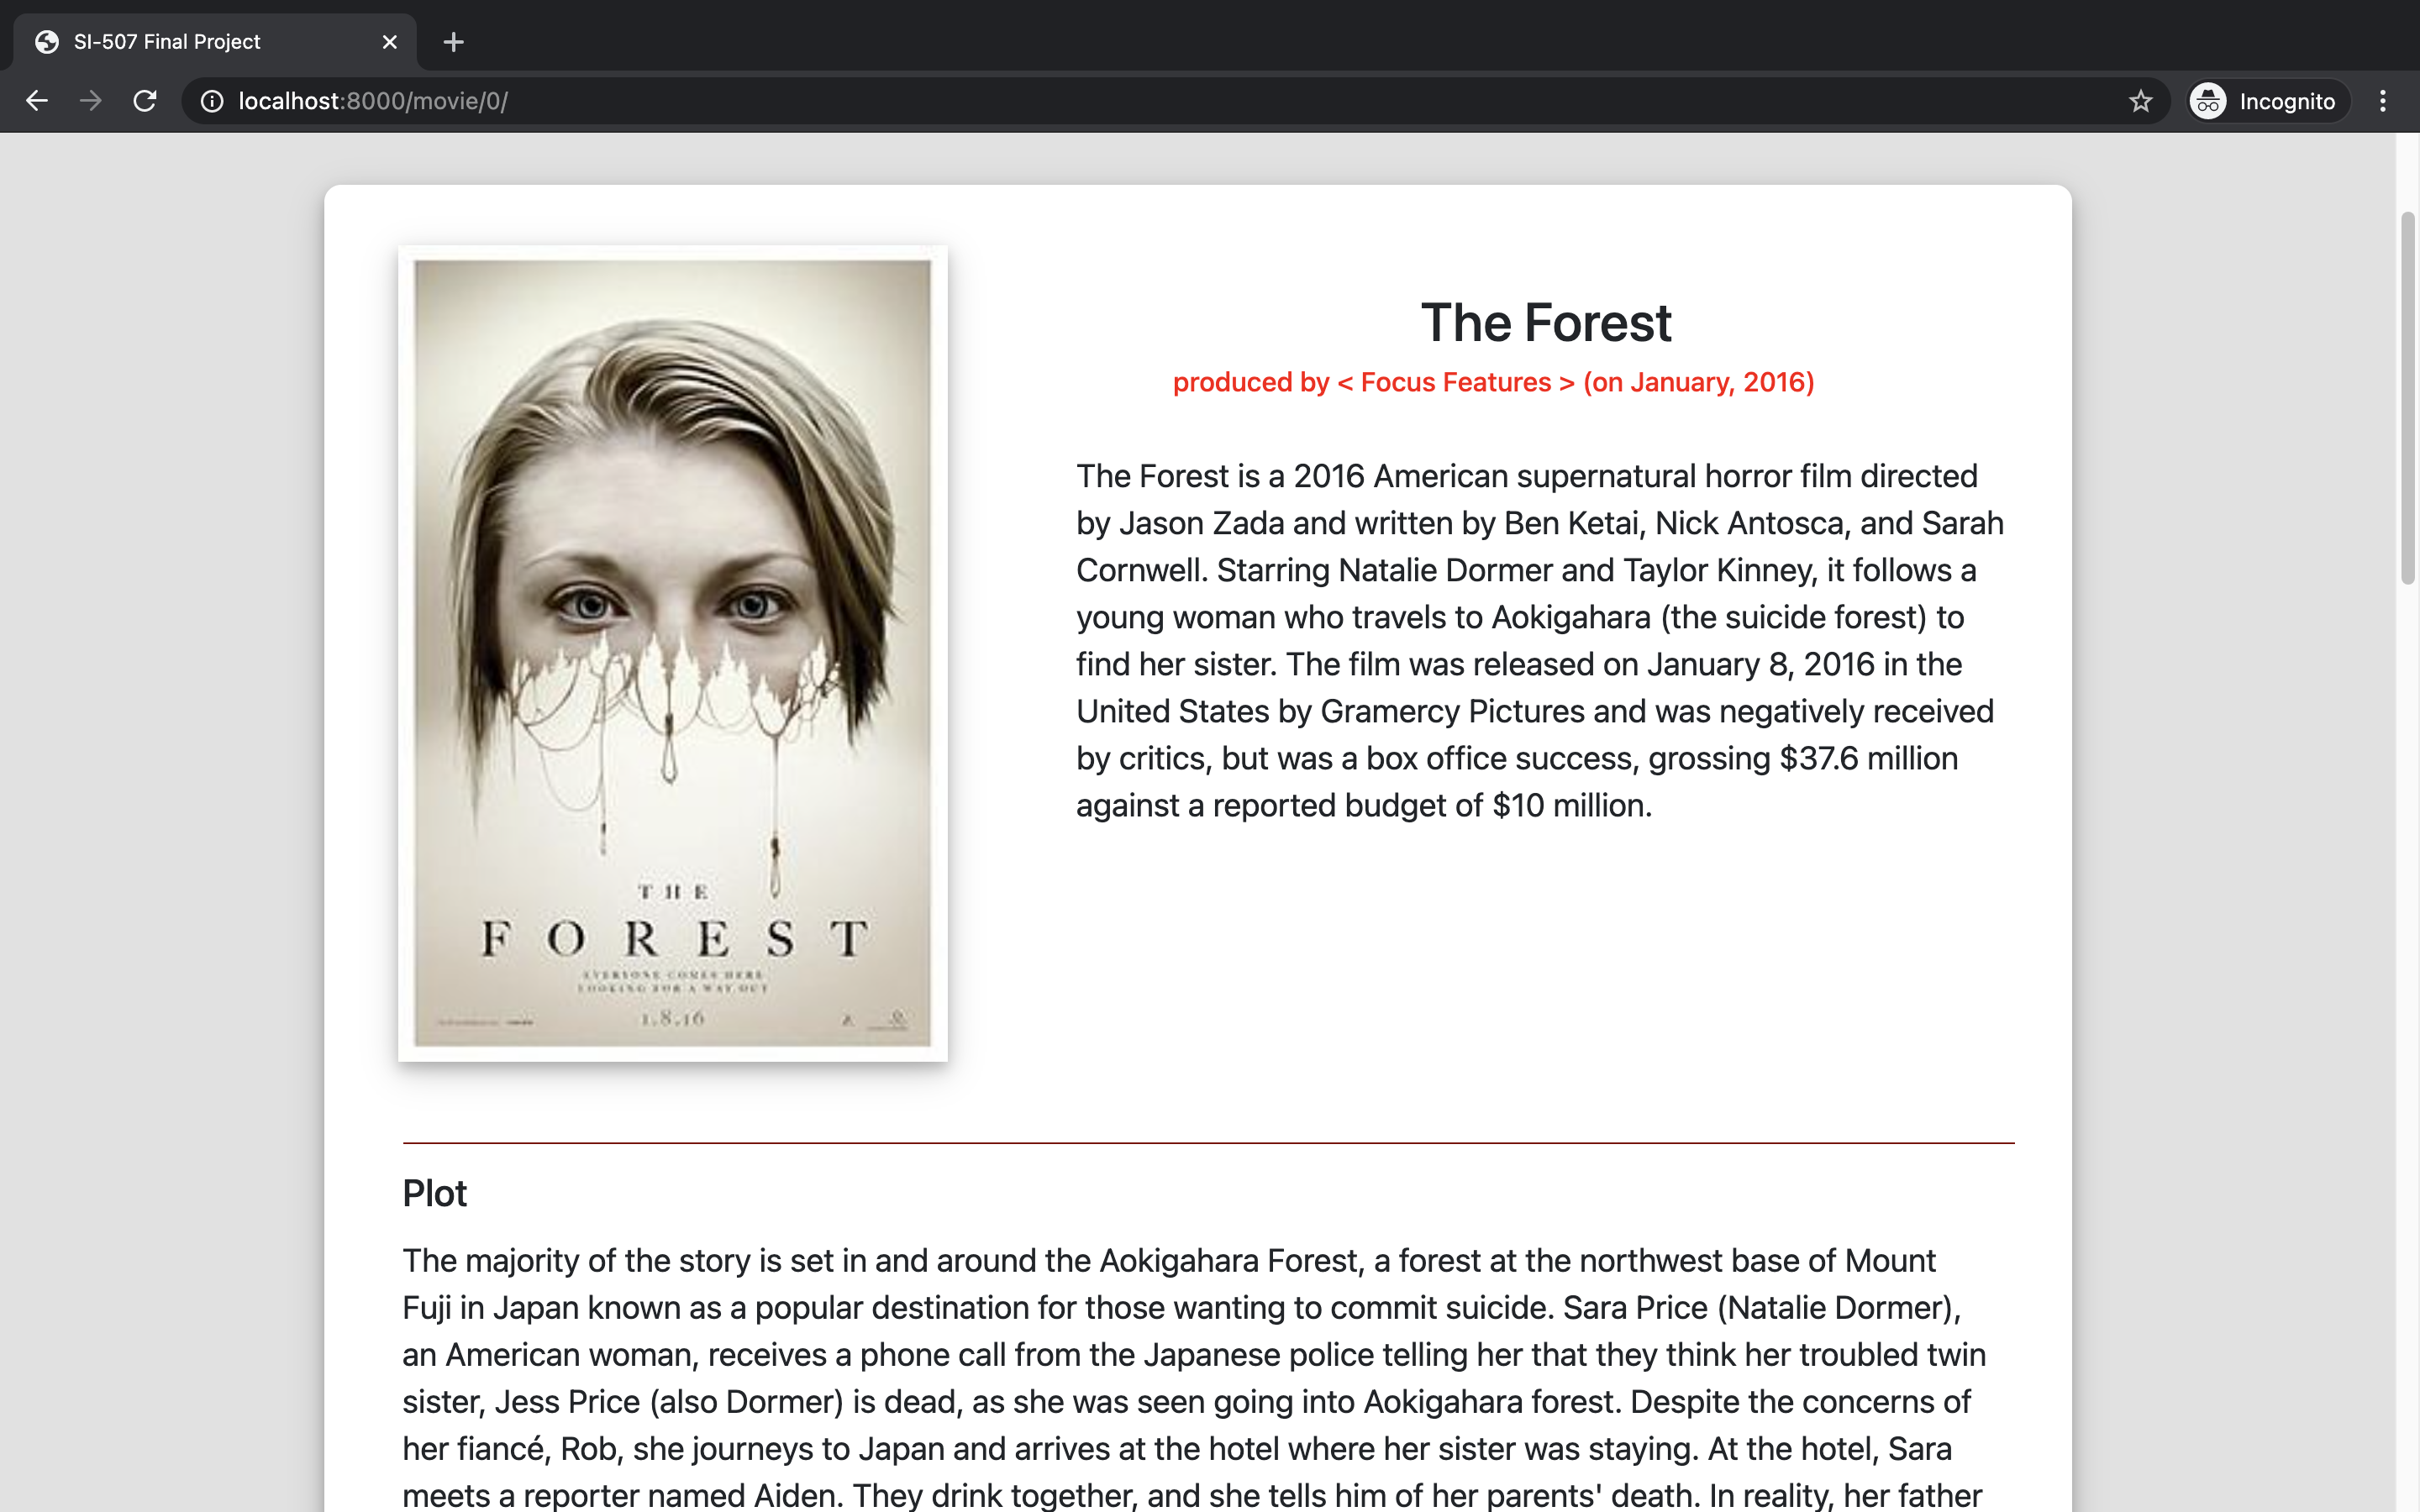 SI-507 Final Project
localhost:8000/movie/0/
Incognito
The Forest
produced by < Focus Features > (on January, 2016)
The Forest is a 2016 American supernatural horror film directed
by Jason Zada and written by Ben Ketai, Nick Antosca, and Sarah
Cornwell. Starring Natalie Dormer and Taylor Kinney, it follows a
young woman who travels to Aokigahara (the suicide forest) to
find her sister. The film was released on January 8, 2016 in the
United States by Gramercy Pictures and was negatively received
by critics, but was a box office success, grossing $37.6 million
against a reported budget of $10 million.
THE
FOREST
EVERYONE COMES HERE
LOOKING FOR A WAY OUT
1.8.16
Plot
The majority of the story is set in and around the Aokigahara Forest, a forest at the northwest base of Mount
Fuji in Japan known as a popular destination for those wanting to commit suicide. Sara Price (Natalie Dormer),
an American woman, receives a phone call from the Japanese police telling her that they think her troubled twin
sister, Jess Price (also Dormer) is dead, as she was seen going into Aokigahara forest. Despite the concerns of
her fiancé, Rob, she journeys to Japan and arrives at the hotel where her sister was staying. At the hotel, Sara
meets a reporter named Aiden. They drink together, and she tells him of her parents' death. In reality, her father